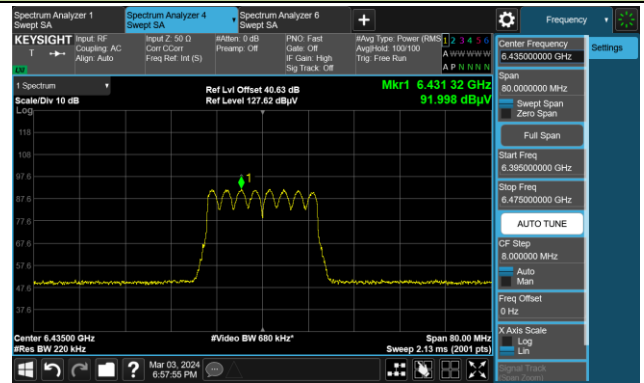 Spectrum Analyzer 1
Swept SA
Spectrum Analyzer 4
Swept SA
Spectrum Analyzer 6
Swept SA
Frequency
KEYSIGHT
T
LW
Input: RF
Coupling: AC
Align: Auto
Input Z: 50 Ω
Corr CCorr
Freq Ref: Int (S)
#Atten: 0 dB
Preamp: Off
PNO: Fast
Gate: Off
IF Gain: High
Sig Track: Off
#Avg Type: Power (RMS
Avg|Hold: 100/100
Trig: Free Run
1 2 3 4 5 6
A W W W W W
A P N N N N
1 Spectrum
Scale/Div 10 dB
Log
Ref Lvl Offset 40.63 dB
Ref Level 127.62 dBμV
Mkr1 6.431 32 GHz
91.998 dBμV
118
108
97.6
87.6
77.6
67.6
57.6
47.6
37.6
1
Center 6.43500 GHz
#Res BW 220 kHz
#Video BW 680 kHz*
Span 80.00 MHz
Sweep 2.13 ms (2001 pts)
Center Frequency
6.435000000 GHz
Settings
Span
80.0000000 MHz
Swept Span
Zero Span
Full Span
Start Freq
6.395000000 GHz
Stop Freq
6.475000000 GHz
AUTO TUNE
CF Step
8.000000 MHz
Auto
Man
Freq Offset
0 Hz
X Axis Scale
Log
Lin
Signal Track
(Span Zoom)
?
Mar 03, 2024
6:57:55 PM